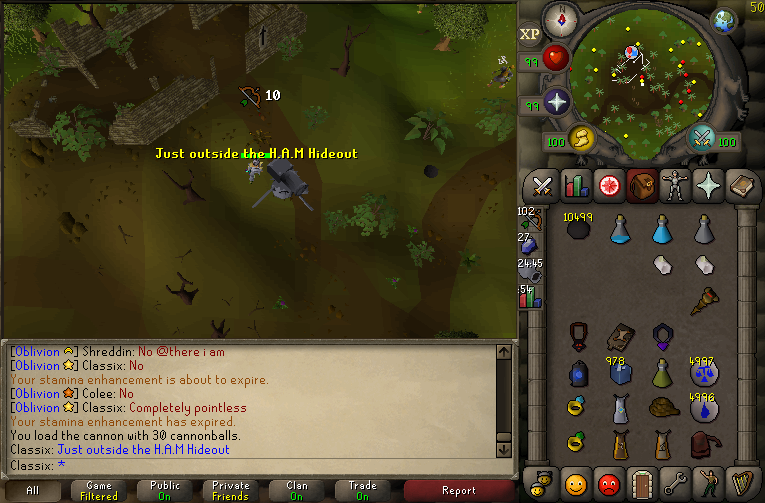 50
XP
99
99
100
100
10
Just outside the H.A.M Hideout
102
27
24:45
:54
10499
978
4997
4996
[Oblivion] Shreddin: No @there i am
[Oblivion] Classix: No
Your stamina enhancement is about to expire.
[Oblivion] Colee: No
[Oblivion] Classix: Completely pointless
Your stamina enhancement has expired.
You load the cannon with 30 cannonballs.
Classix: Just outside the H.A.M Hideout
Classix: *
All
Game
Filtered
Public
On
Private
Friends
Clan
On
Trade
On
Report